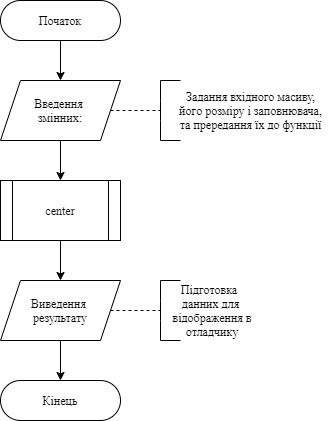 Початок
Введення
змінних:
Задання вхідного масиву,
його розміру і заповнювача,
та прередання їх до функції
center
Виведення
результату
Підготовка
данних для
відображення в
отладчику
Кінець